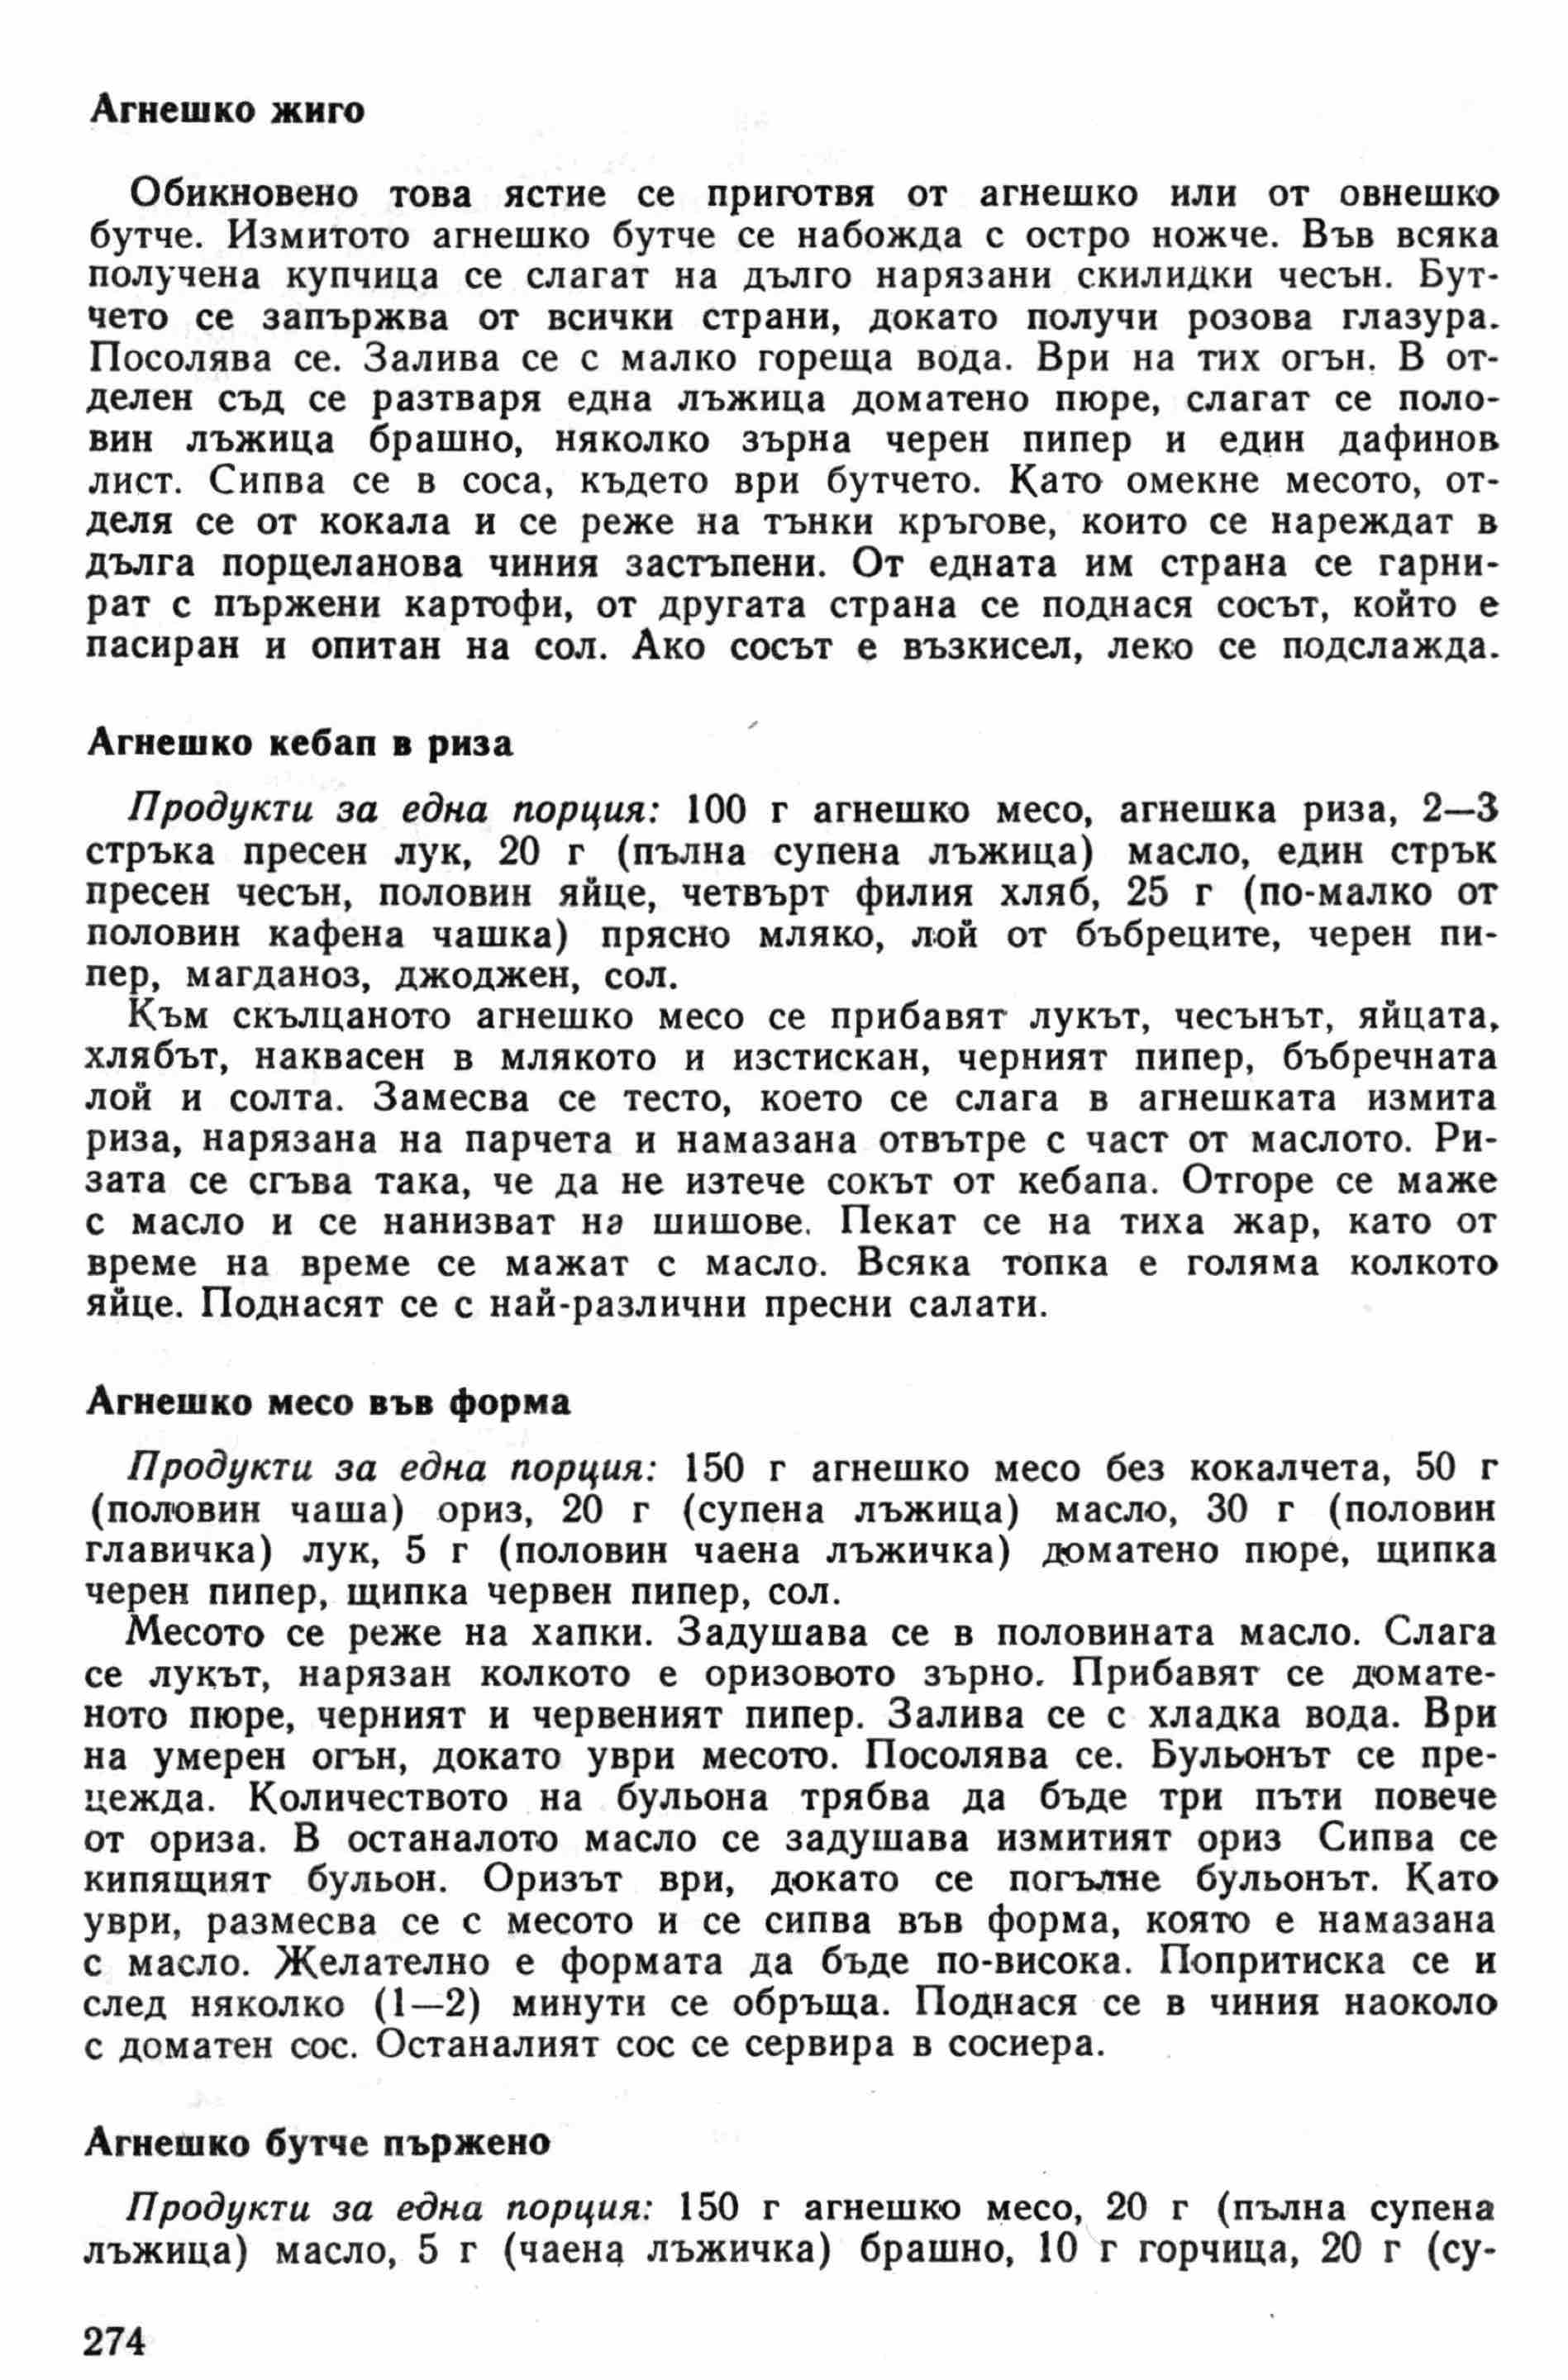 Агнешко жиго
Обикновено това ястие се приготвя от агнешко или от овнешко
бутче. Измитото агнешко бутче се набожда с остро ножче. Във всяка
получена купчица се слагат на дълго нарязани скилидки чесън. Бут-
чето се запържва от всички страни, докато получи розова глазура.
Посолява се. Залива се с малко гореща вода. Ври на тих огън. В от-
делен съд се разтваря една лъжица доматено пюре, слагат се поло-
вин лъжица брашно, няколко зърна черен пипер и един дафинов
лист. Сипва се в соса, където ври бутчето. Като омекне месото, от-
деля се от кокала и се реже на тънки кръгове, които се нареждат в
дълга порцеланова чиния застъпени. От едната им страна се гарни-
рат с пържени картофи, от другата страна се поднася сосът, който е
пасиран и опитан на сол. Ако сосът е възкисел, леко се подслажда.
Агнешко кебап в риза
Продукти за една порция: 100 г агнешко месо, агнешка риза, 2—3
стръка пресен лук, 20 г (пълна супена лъжица) масло, един стрък
пресен чесън, половин яйце, четвърт филия хляб, 25 г (по-малко от
половин кафена чашка) прясно мляко, лой от бъбреците, черен пи-
пер, магданоз, джоджен, сол.
Към скълцаното агнешко месо се прибавят лукът, чесънът, яйцата,
хлябът, наквасен в млякото и изстискан, черният пипер, бъбречната
лой и солта. Замесва се тесто, което се слага в агнешката измита
риза, нарязана на парчета и намазана отвътре с част от маслото. Ри-
зата се сгъва така, че да не изтече сокът от кебапа. Отгоре се маже
с масло и се нанизват на шишове. Пекат се на тиха жар, като от
време на време се мажат с масло. Всяка топка е голяма колкото
яйце. Поднасят се с най-различни пресни салати.
Агнешко месо във форма
Продукти за една порция: 150 г агнешко месо без кокалчета, 50 г
(половин чаша) ориз, 20 г (супена лъжица) масло, 30 г (половин
главичка) лук, 5 г (половин чаена лъжичка) доматено пюре, щипка
черен пипер, щипка червен пипер, сол.
Месото се реже на хапки. Задушава се в половината масло. Слага
се лукът, нарязан колкото е оризовото зърно. Прибавят се домате-
ното пюре, черният и червеният пипер. Залива се с хладка вода. Ври
на умерен огън, докато уври месото. Посолява се. Бульонът се пре-
цежда. Количеството на бульона трябва да бъде три пъти повече
от ориза. В останалото масло се задушава измитият ориз Сипва се
кипящият бульон. Оризът ври, докато се погълне бульонът. Като
уври, размесва се с месото и се сипва във форма, която е намазана
с масло. Желателно е формата да бъде по-висока. Попритиска се и
след няколко (1—2) минути се обръща. Поднася се в чиния наоколо
с доматен сос. Останалият сос се сервира в сосиера.
Агнешко бутче пържено
Продукти за една порция: 150 г агнешко месо, 20 г (пълна супена
лъжица) масло, 5 г (чаена лъжичка) брашно, 10 г горчица, 20 г (су-
274